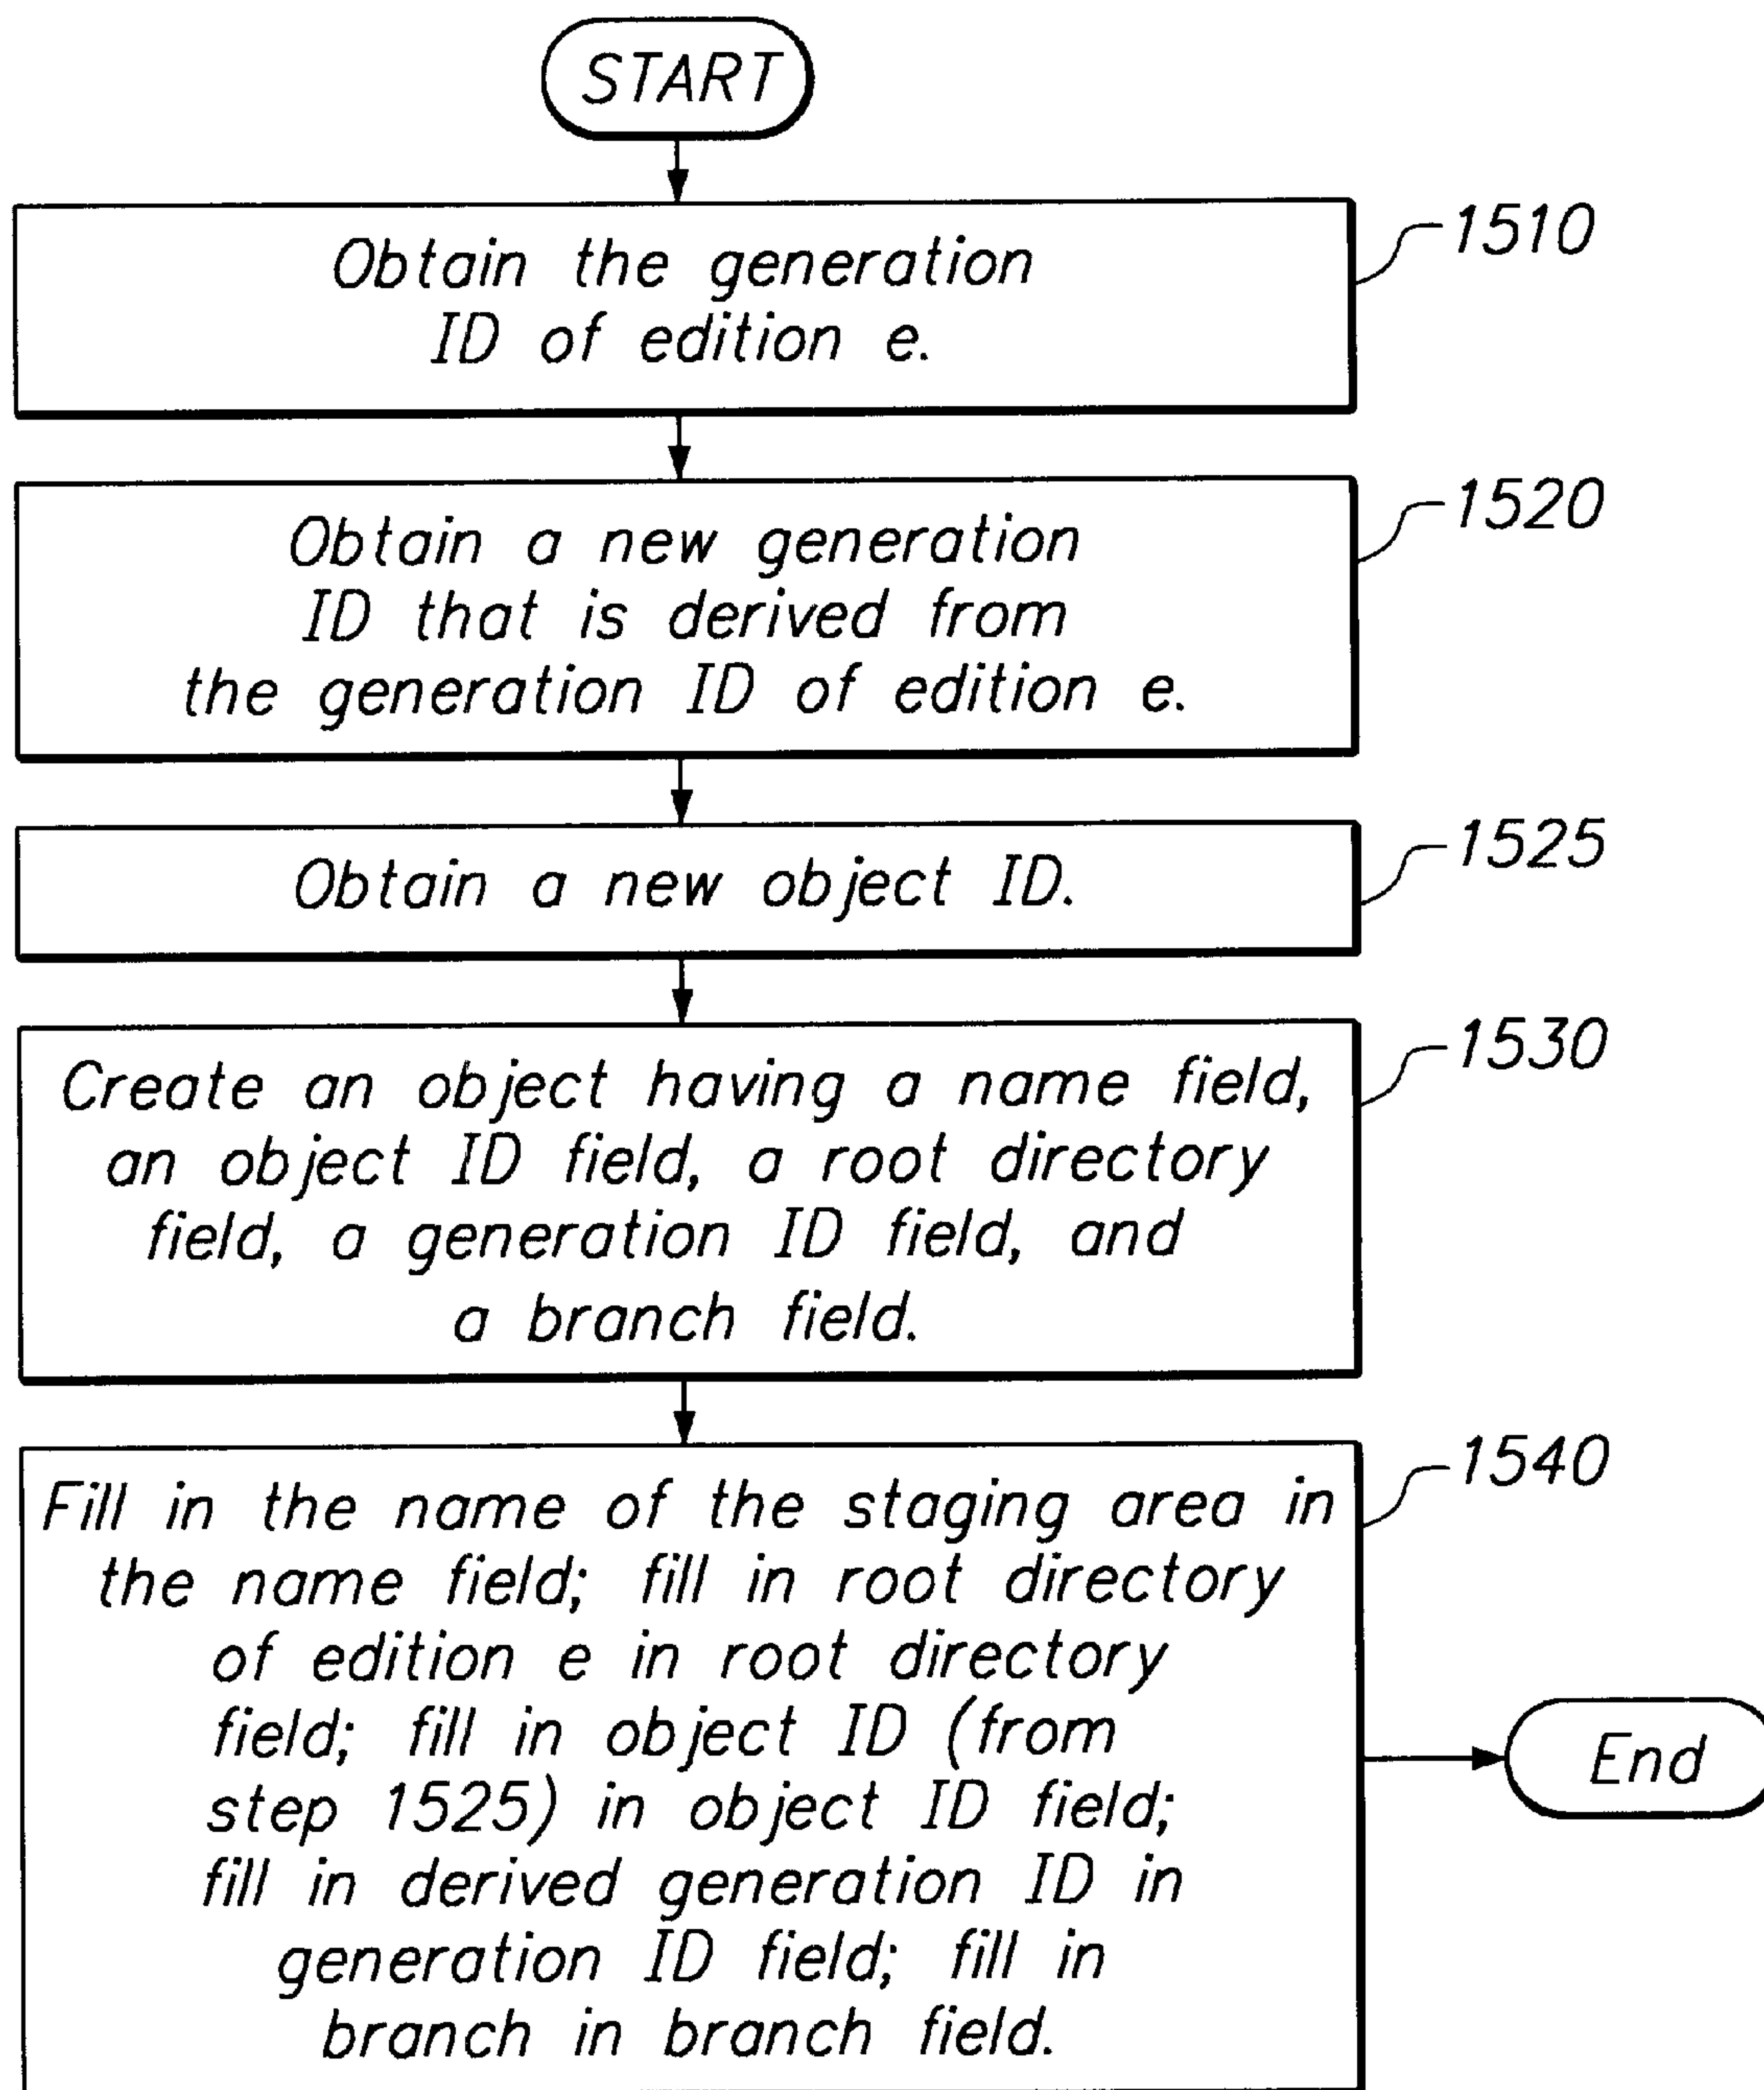 START
Obtain the generation
ID of edition e.
1510
Obtain a new generation
ID that is derived from
the generation ID of edition e.
1520
Obtain a new object ID.
1525
Create an object having a name field,
an object ID field, a root directory
field, a generation ID field, and
a branch field.
1530
Fill in the name of the staging area in
the name field; fill in root directory
of edition e in root directory
field; fill in object ID (from
step 1525) in object ID field;
fill in derived generation ID in
generation ID field; fill in
branch in branch field.
1540
End